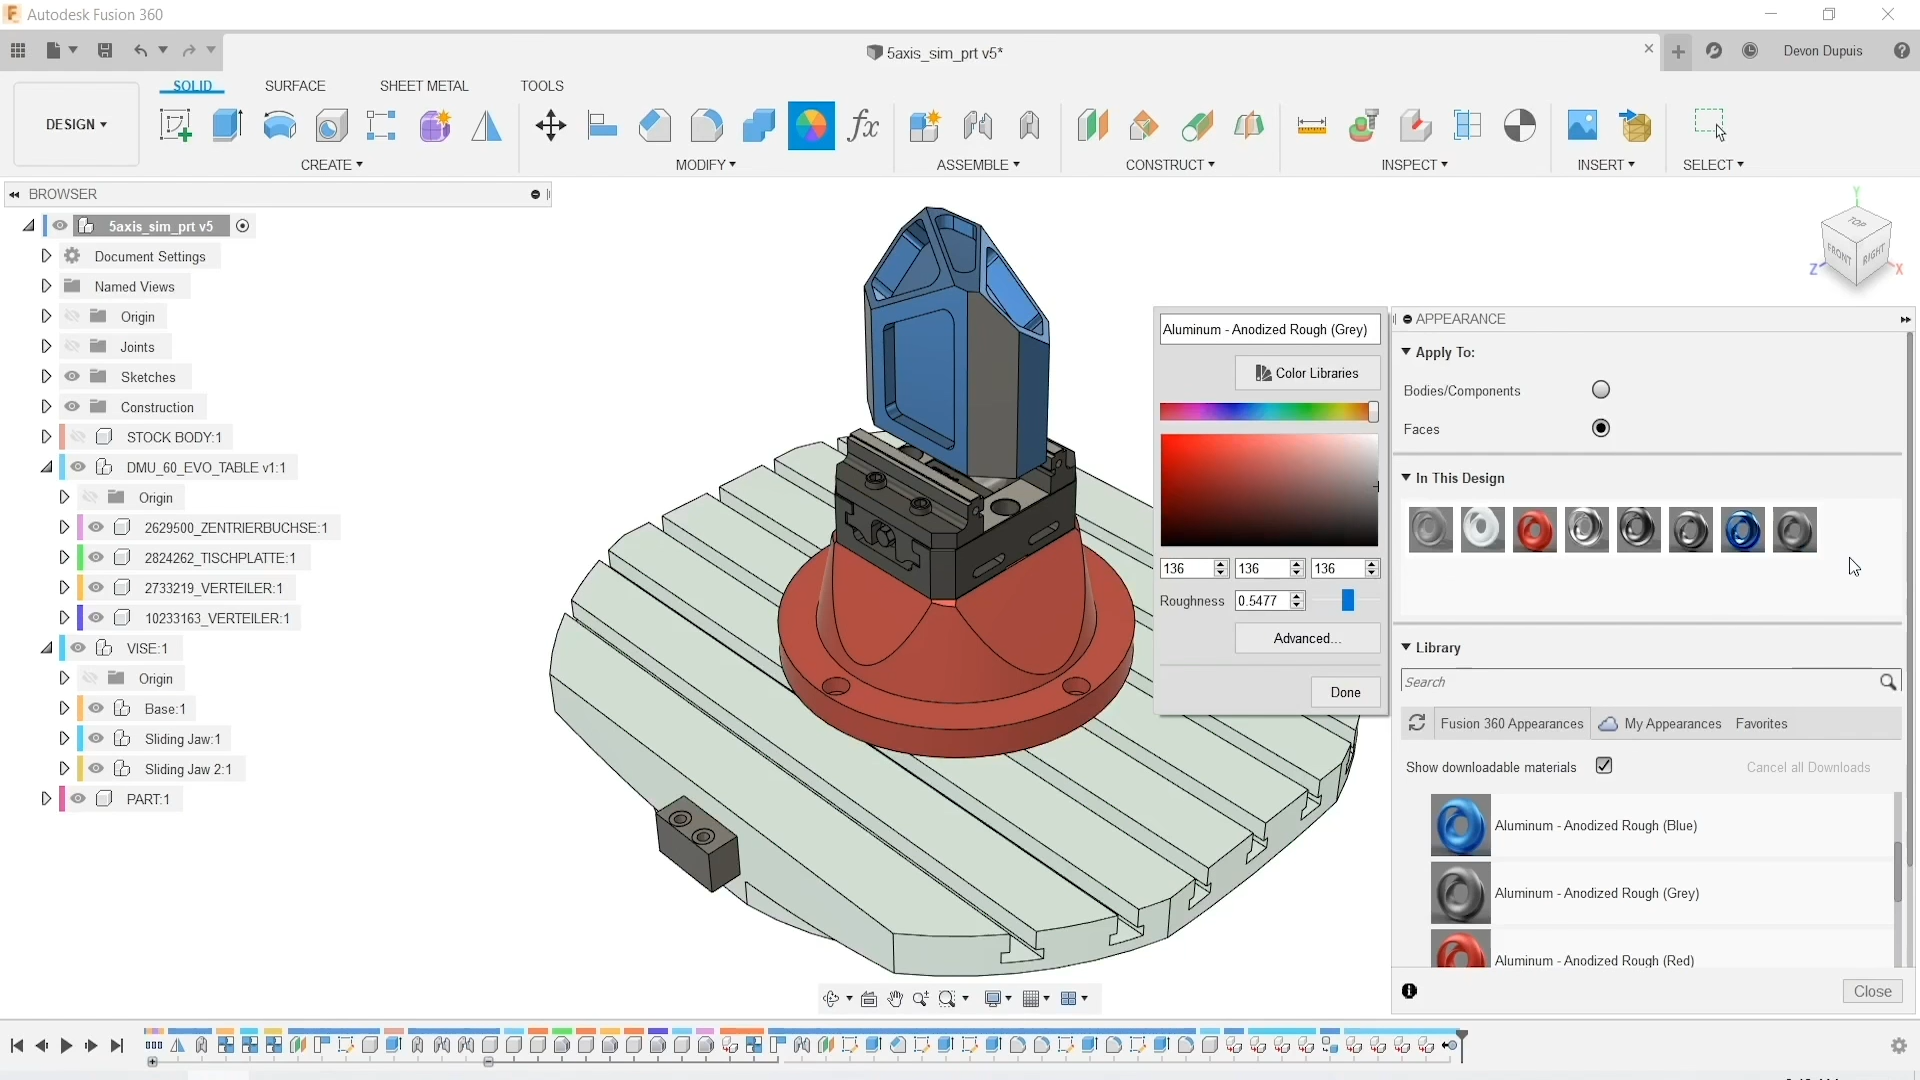 Autodesk Fusion 360
5axis_sim_prt v5*
Devon Dupuis
DESIGN
SOLID
SURFACE
SHEET METAL
TOOLS
fx
CREATE
MODIFY
ASSEMBLE
CONSTRUCT
INSPECT
INSERT
SELECT
BROWSER
5axis_sim_prt v5
Document Settings
Named Views
Origin
Joints
Sketches
Construction
STOCK BODY:1
DMU_60_EVO_TABLE v1:1
Origin
2629500_ZENTRIERBUCHSE:1
2824262_TISCHPLATTE:1
2733219_VERTEILER:1
10233163_VERTEILER:1
VISE:1
Origin
Base:1
Sliding Jaw:1
Sliding Jaw 2:1
PART:1
Y
TOP
FRONT
RIGHT
Z
X
Aluminum - Anodized Rough (Grey)
Color Libraries
136
136
136
Roughness
0.5477
Advanced...
Done
APPEARANCE
Apply To:
Bodies/Components
Faces
In This Design
Library
Search
Fusion 360 Appearances
My Appearances
Favorites
Show downloadable materials
Cancel all Downloads
Aluminum - Anodized Rough (Blue)
Aluminum - Anodized Rough (Grey)
Aluminum - Anodized Rough (Red)
Close